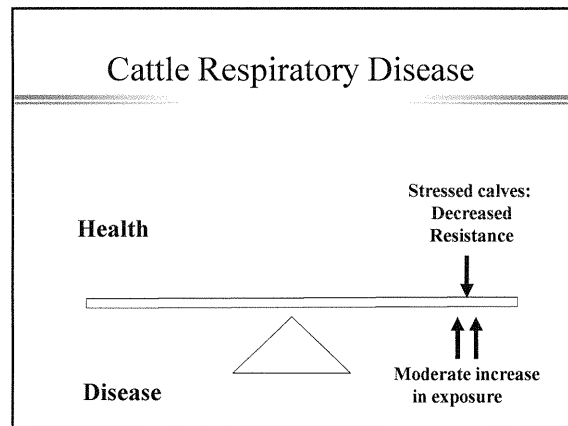 Cattle Respiratory Disease
Stressed calves:
Decreased
Resistance
Health
Moderate increase
in exposure
Disease